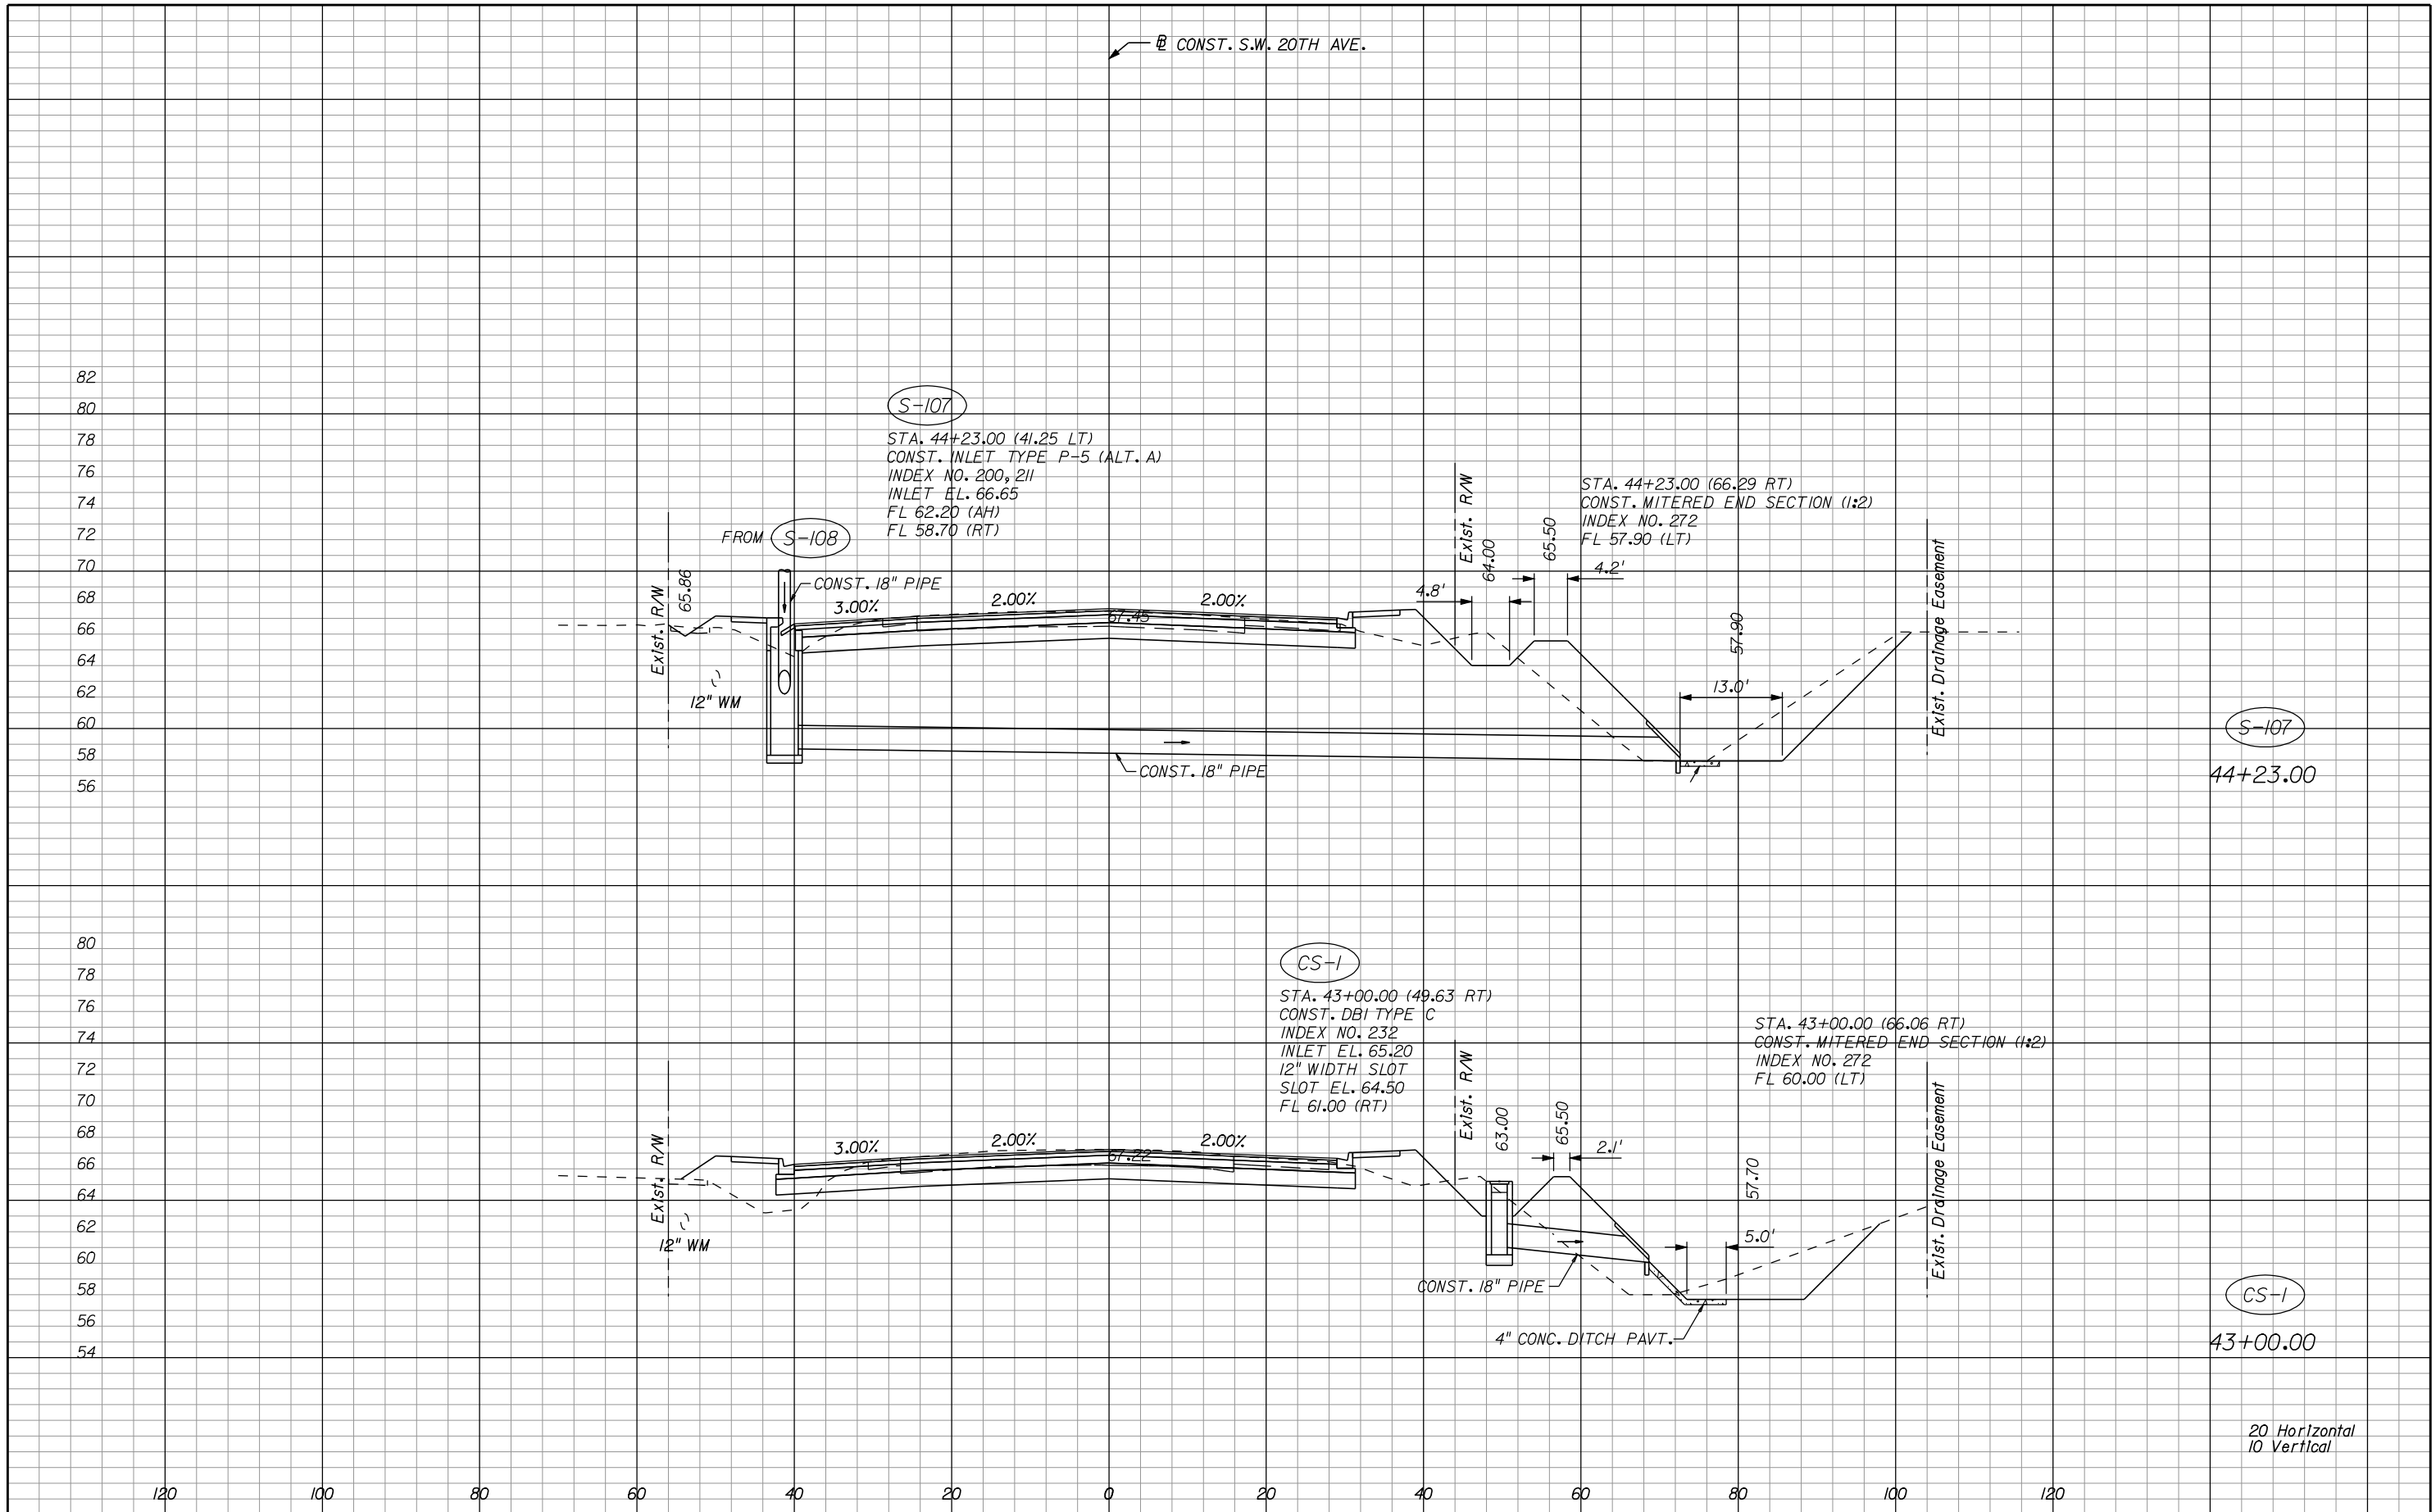 ⅊ CONST. S.W. 20TH AVE.
82
80
78
76
74
72
70
68
66
64
62
60
58
56
S-107
STA. 44+23.00 (41.25 LT)
CONST. INLET TYPE P-5 (ALT. A)
INDEX NO. 200, 211
INLET EL. 66.65
FL 62.20 (AH)
FL 58.70 (RT)
FROM S-108
CONST. 18" PIPE
Exist. R/W
65.86
12" WM
3.00%
2.00%
2.00%
67.45
CONST. 18" PIPE
4.8'
Exist. R/W
64.00
65.50
4.2'
STA. 44+23.00 (66.29 RT)
CONST. MITERED END SECTION (1:2)
INDEX NO. 272
FL 57.90 (LT)
57.90
13.0'
Exist. Drainage Easement
S-107
44+23.00
80
78
76
74
72
70
68
66
64
62
60
58
56
54
CS-1
STA. 43+00.00 (49.63 RT)
CONST. DBI TYPE C
INDEX NO. 232
INLET EL. 65.20
12" WIDTH SLOT
SLOT EL. 64.50
FL 61.00 (RT)
Exist. R/W
12" WM
3.00%
2.00%
2.00%
67.22
Exist. R/W
63.00
65.50
2.1'
STA. 43+00.00 (66.06 RT)
CONST. MITERED END SECTION (1:2)
INDEX NO. 272
FL 60.00 (LT)
57.70
5.0'
Exist. Drainage Easement
CONST. 18" PIPE
4" CONC. DITCH PAVT.
CS-1
43+00.00
20 Horizontal
10 Vertical
120 100 80 60 40 20 0 20 40 60 80 100 120